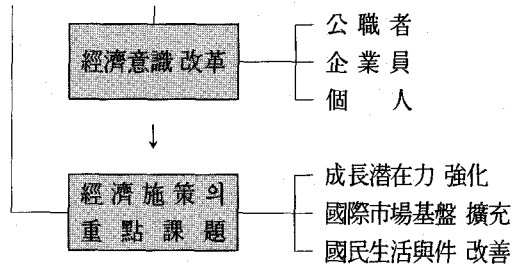 經濟意識 改革
公職者
企業員
個人
經濟施策의
重點課題
成長潜在力 強化
國際市場基盤 擴充
國民生活與件 改善